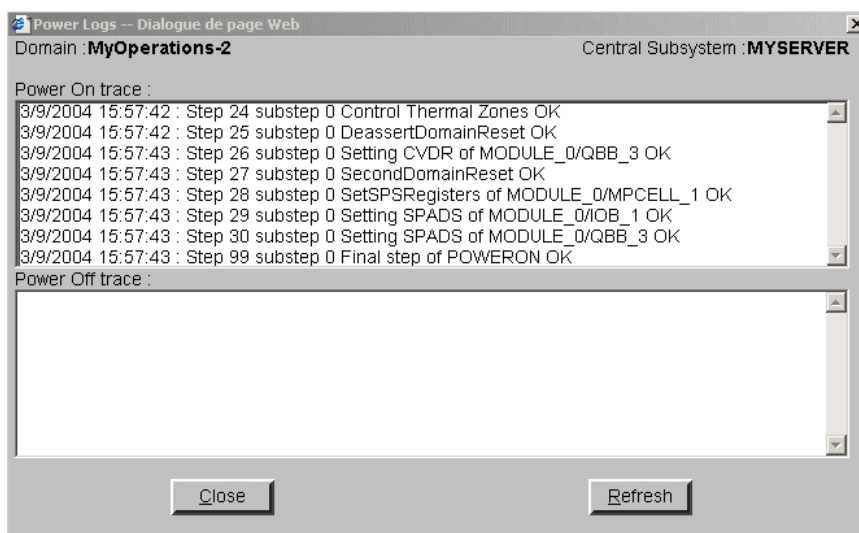 Power Logs -- Dialogue de page Web
Domain :MyOperations-2 Central Subsystem :MYSERVER
Power On trace :
3/9/2004 15:57:42 : Step 24 substep 0 Control Thermal Zones OK
3/9/2004 15:57:42 : Step 25 substep 0 DeassertDomainReset OK
3/9/2004 15:57:43 : Step 26 substep 0 Setting CVDR of MODULE_0/QBB_3 OK
3/9/2004 15:57:43 : Step 27 substep 0 SecondDomainReset OK
3/9/2004 15:57:43 : Step 28 substep 0 SetSPSRegisters of MODULE_0/MPCELL_1 OK
3/9/2004 15:57:43 : Step 29 substep 0 Setting SPADS of MODULE_0/IOB_1 OK
3/9/2004 15:57:43 : Step 30 substep 0 Setting SPADS of MODULE_0/QBB_3 OK
3/9/2004 15:57:43 : Step 99 substep 0 Final step of POWERON OK
Power Off trace :
Close Refresh